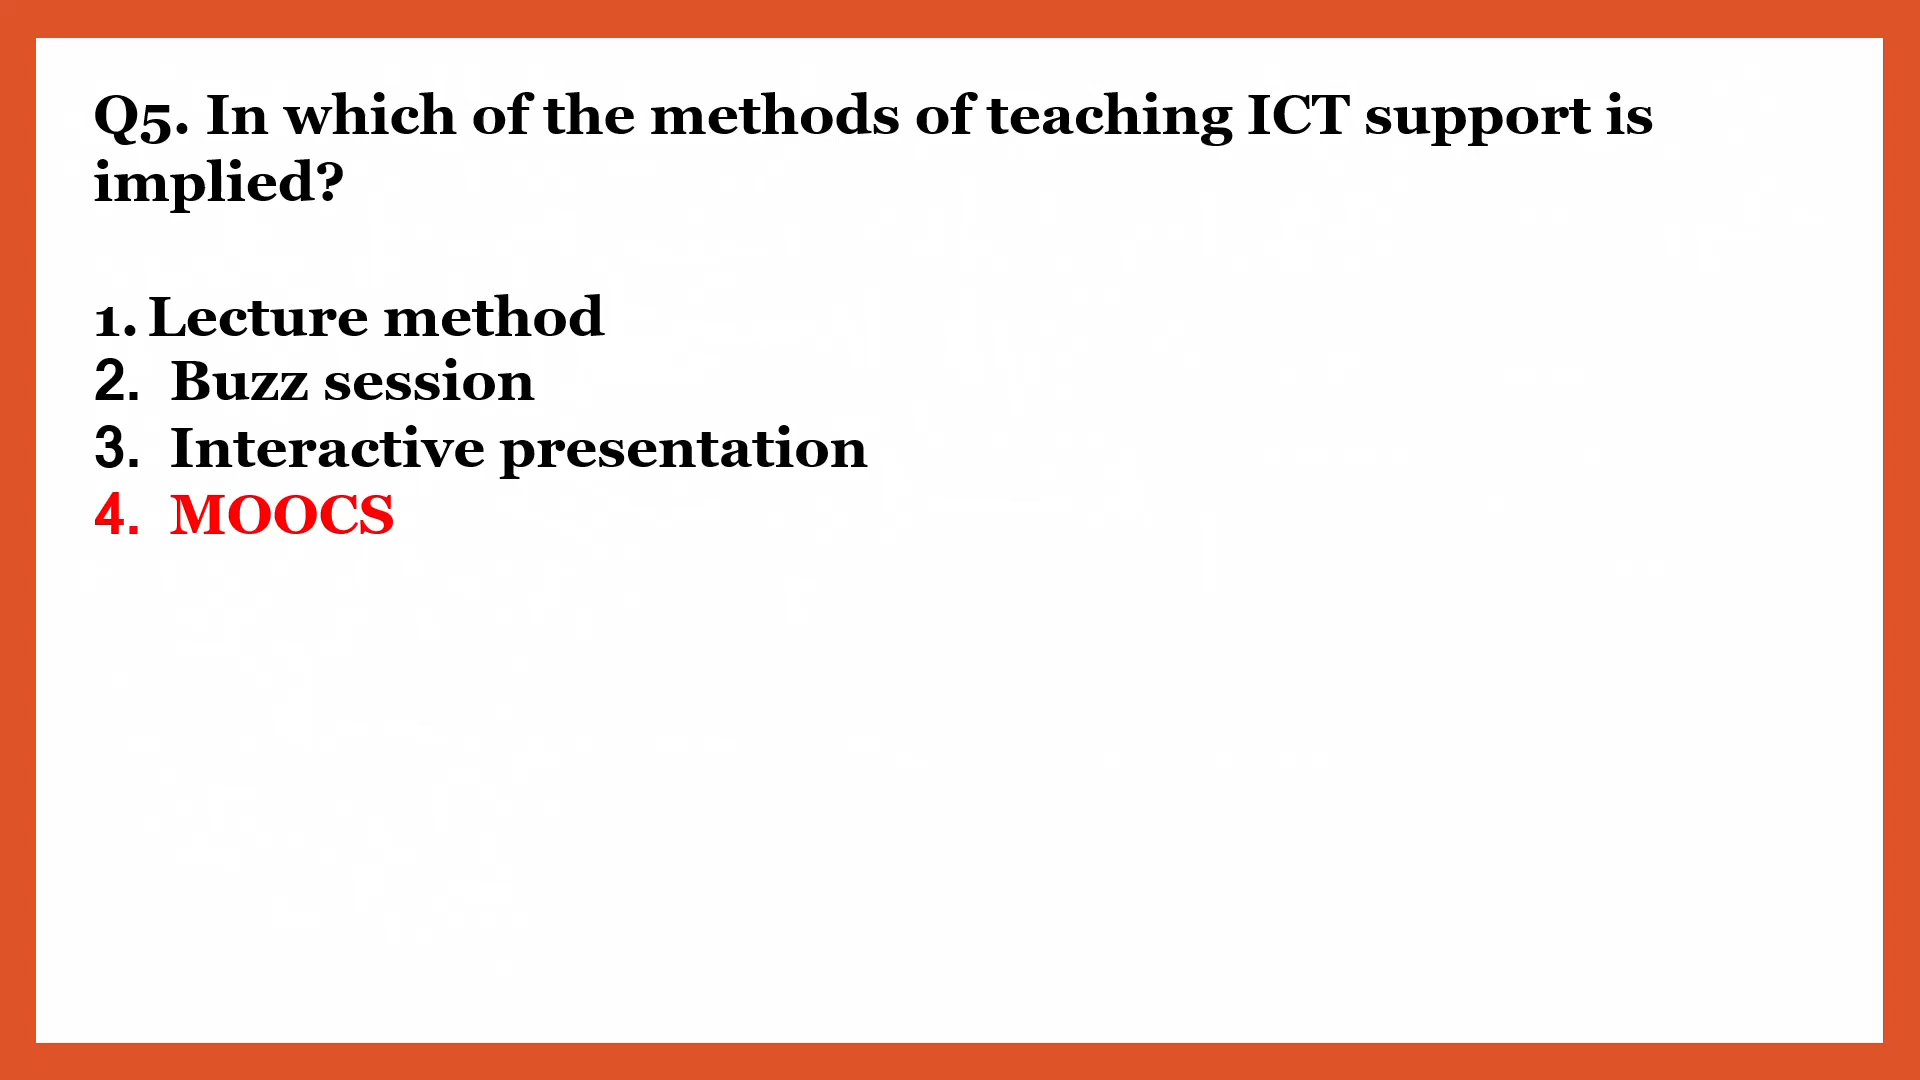 Q5. In which of the methods of teaching ICT support is
implied?
1. Lecture method
2. Buzz session
3. Interactive presentation
4. MOOCS